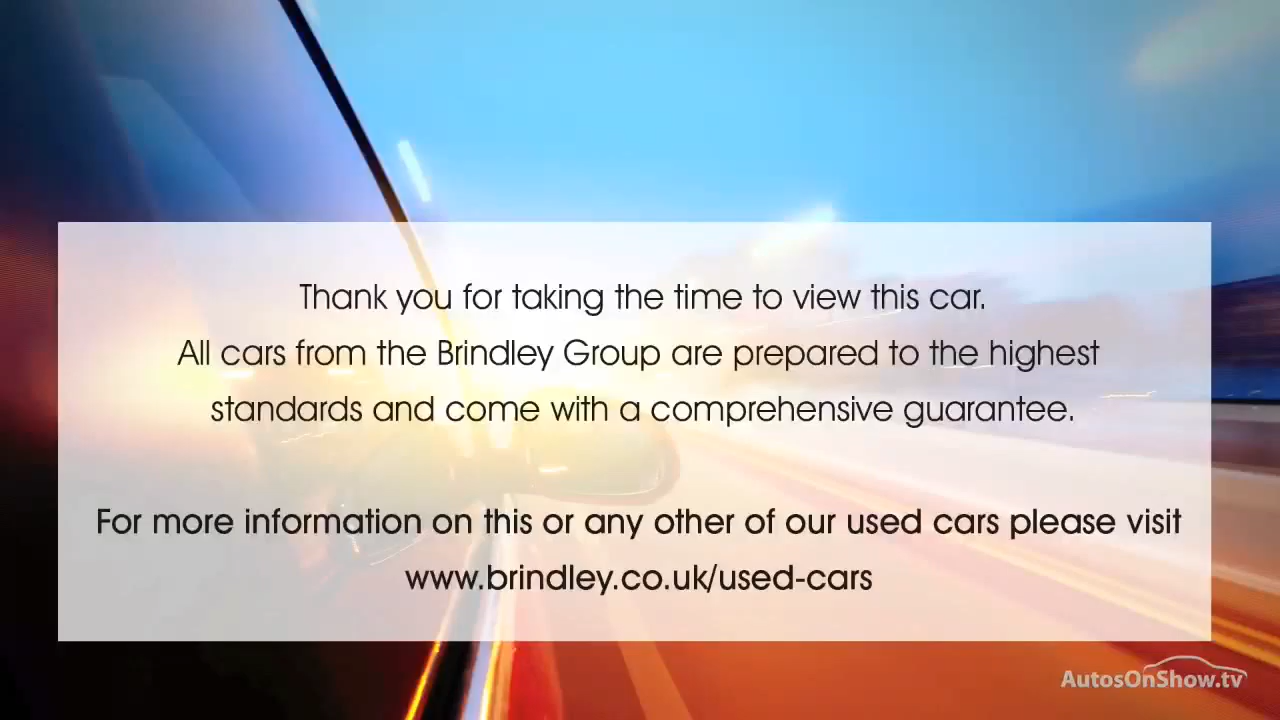 Thank you for taking the time to view this car.
All cars from the Brindley Group are prepared to the highest
standards and come with a comprehensive guarantee.
For more information on this or any other of our used cars please visit
www.brindley.co.uk/used-cars
AutosOnShow.tv